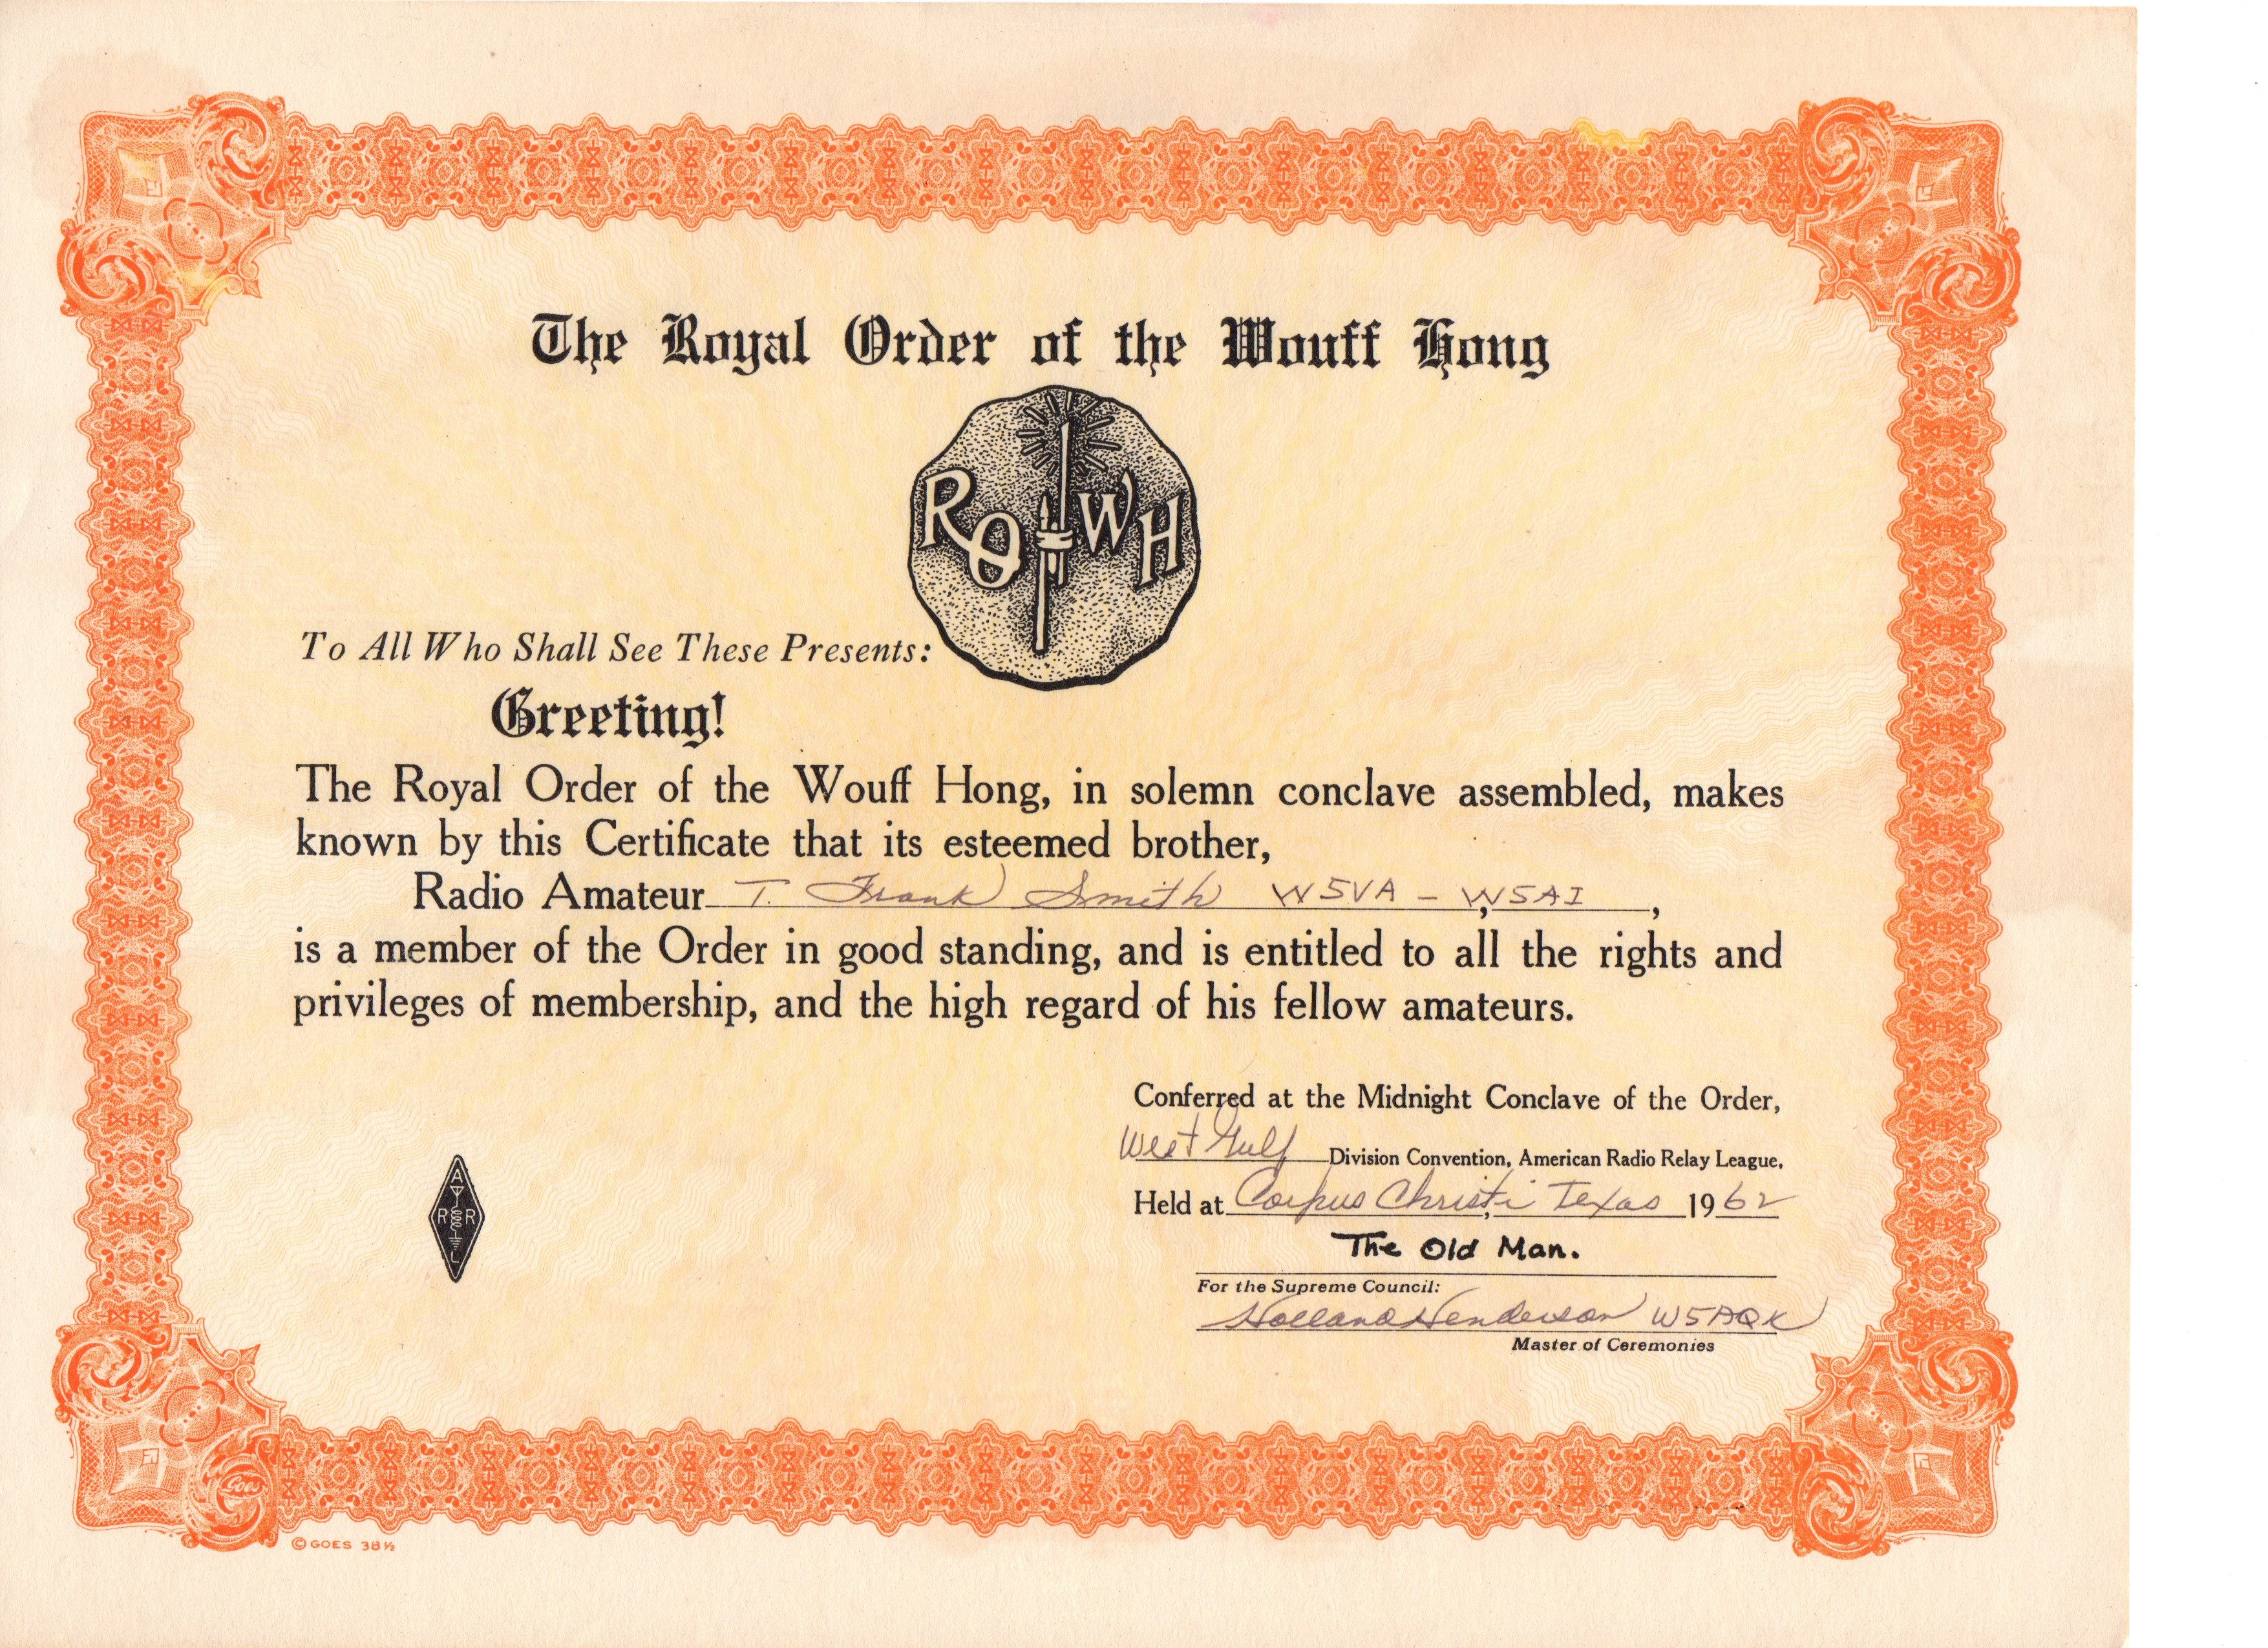 The Royal Order of the Wouff Hong
R O W H
To All Who Shall See These Presents:
Greeting!
The Royal Order of the Wouff Hong, in solemn conclave assembled, makes
known by this Certificate that its esteemed brother,
Radio Amateur T. Frank Smith W5VA - W5AI,
is a member of the Order in good standing, and is entitled to all the rights and
privileges of membership, and the high regard of his fellow amateurs.
Conferred at the Midnight Conclave of the Order,
West Gulf Division Convention, American Radio Relay League,
Held at Corpus Christi, Texas 1962
The Old Man.
For the Supreme Council:
Holland Henderson W5AQK
Master of Ceremonies
A
R R
L
Goes
© GOES 38½